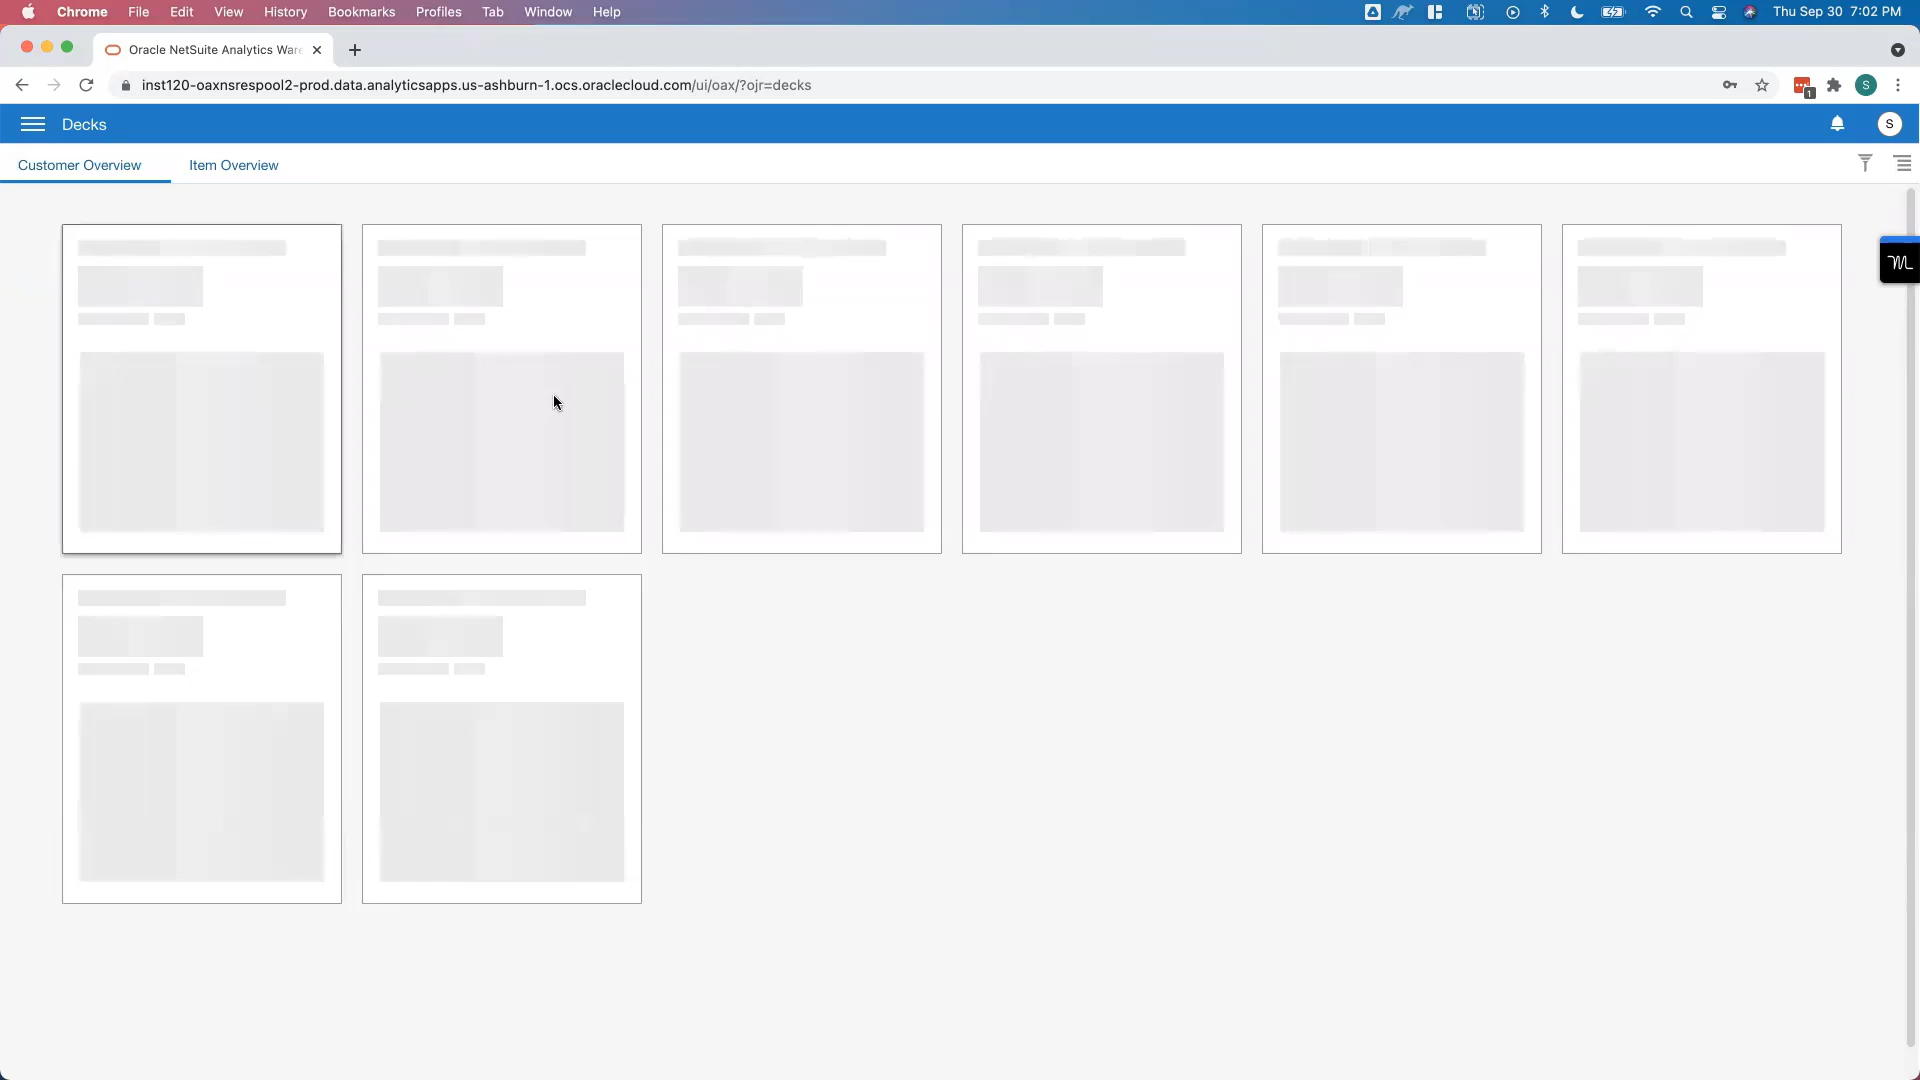 Chrome File Edit View History Bookmarks Profiles Tab Window Help Thu Sep 30 7:02 PM
Oracle NetSuite Analytics Ware
inst120-oaxnsrespool2-prod.data.analyticsapps.us-ashburn-1.ocs.oraclecloud.com/ui/oax/?ojr=decks 1 S
Decks S
Customer Overview Item Overview